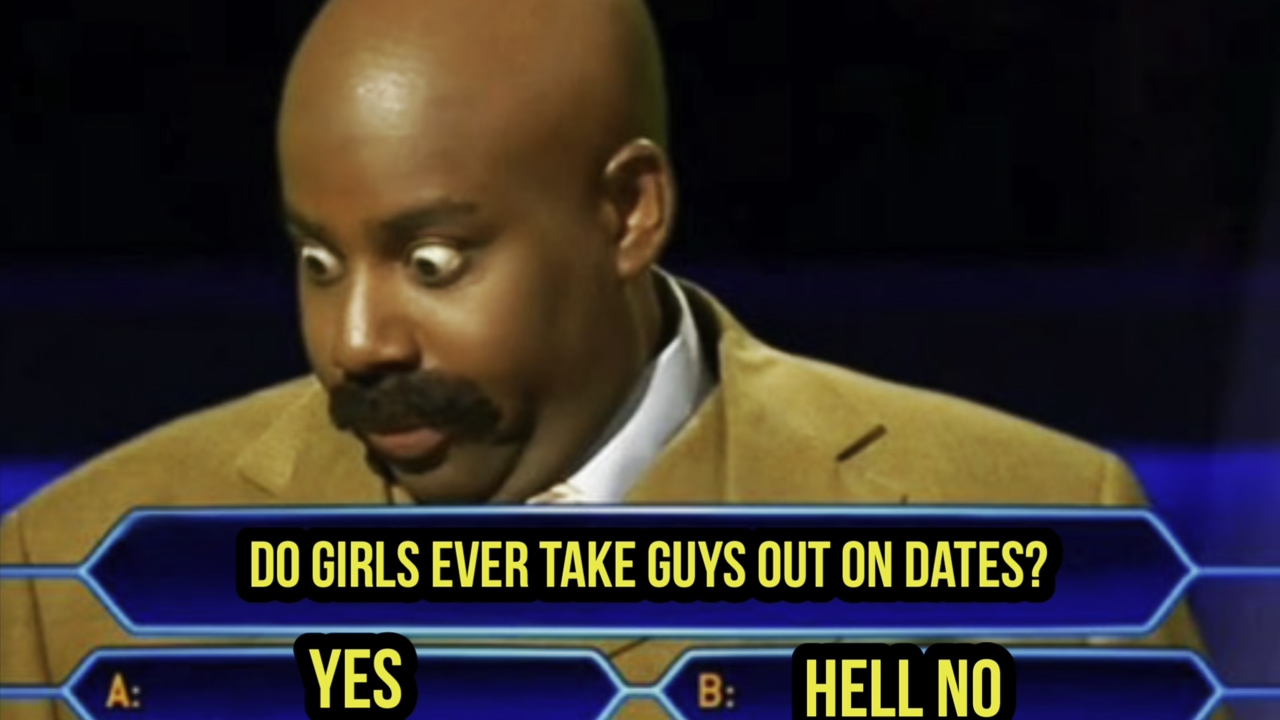 DO GIRLS EVER TAKE GUYS OUT ON DATES?
A: YES
B: HELL NO